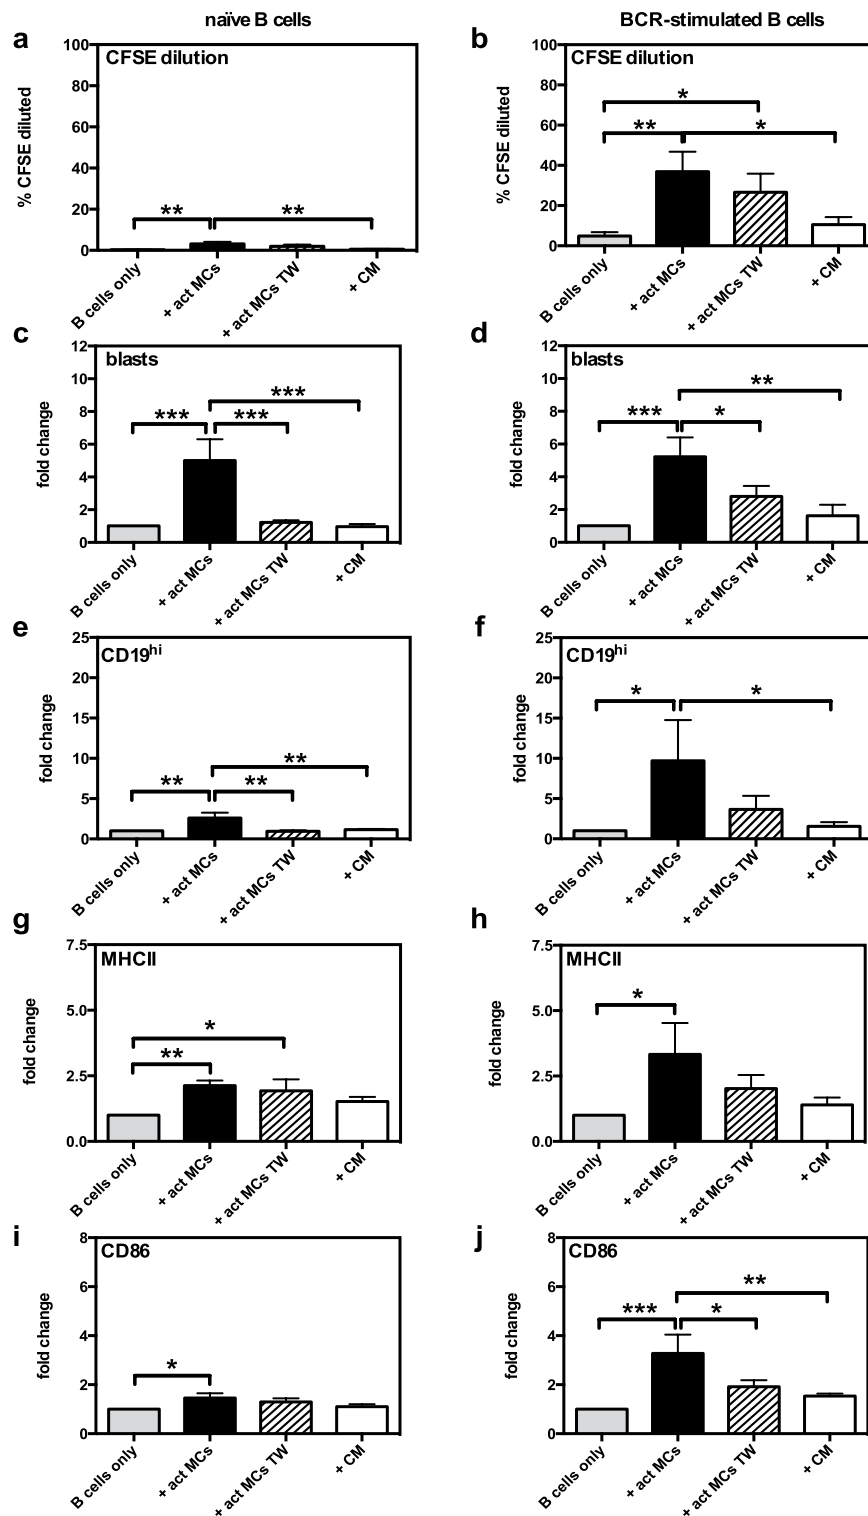 naïve B cells
BCR-stimulated B cells
a
CFSE dilution
% CFSE diluted
100
80
60
40
20
0
** **
B cells only
+ act MCs
+ act MCs TW
+ CM
b
CFSE dilution
% CFSE diluted
100
80
60
40
20
0
*
** *
B cells only
+ act MCs
+ act MCs TW
+ CM
c
blasts
fold change
12
10
8
6
4
2
0
***
*** ***
B cells only
+ act MCs
+ act MCs TW
+ CM
d
blasts
fold change
12
10
8
6
4
2
0
**
*** *
B cells only
+ act MCs
+ act MCs TW
+ CM
e
CD19hi
fold change
25
20
15
10
5
0
**
** **
B cells only
+ act MCs
+ act MCs TW
+ CM
f
CD19hi
fold change
25
20
15
10
5
0
* *
B cells only
+ act MCs
+ act MCs TW
+ CM
g
MHCII
fold change
7.5
5.0
2.5
0.0
*
**
B cells only
+ act MCs
+ act MCs TW
+ CM
h
MHCII
fold change
7.5
5.0
2.5
0.0
*
B cells only
+ act MCs
+ act MCs TW
+ CM
i
CD86
fold change
8
6
4
2
0
*
B cells only
+ act MCs
+ act MCs TW
+ CM
j
CD86
fold change
8
6
4
2
0
**
*** *
B cells only
+ act MCs
+ act MCs TW
+ CM